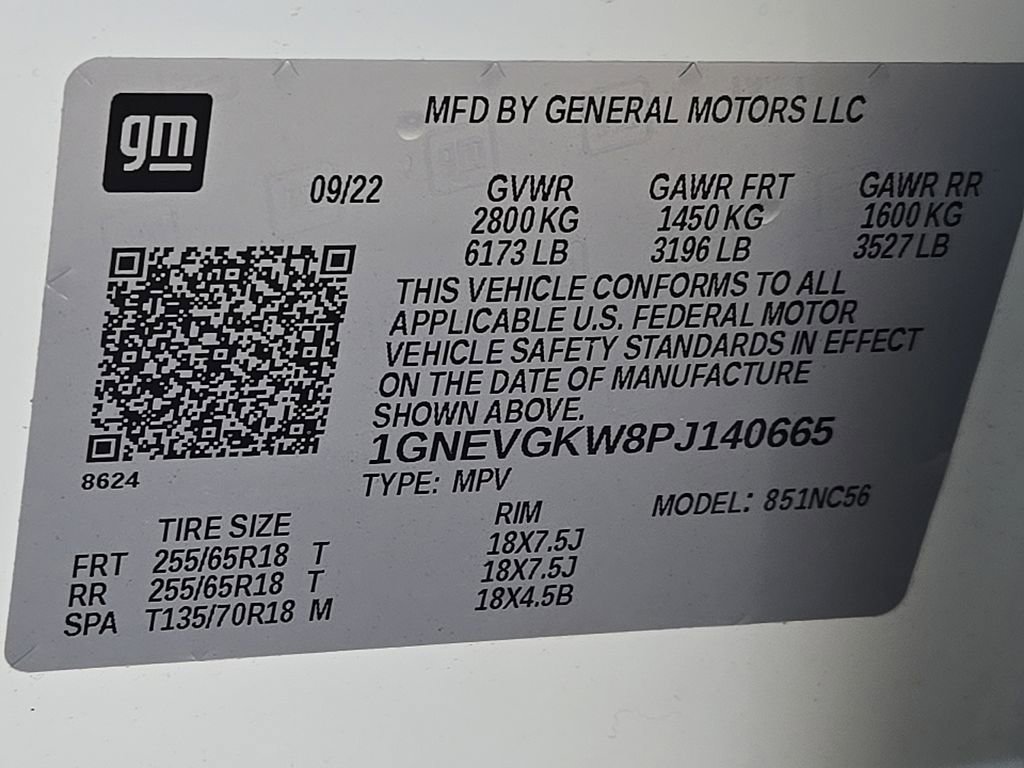 gm
MFD BY GENERAL MOTORS LLC
09/22 GVWR GAWR FRT GAWR RR
2800 KG 1450 KG 1600 KG
6173 LB 3196 LB 3527 LB
THIS VEHICLE CONFORMS TO ALL
APPLICABLE U.S. FEDERAL MOTOR
VEHICLE SAFETY STANDARDS IN EFFECT
ON THE DATE OF MANUFACTURE
SHOWN ABOVE.
1GNEVGKW8PJ140665
8624
TYPE: MPV MODEL: 851NC56
TIRE SIZE RIM
FRT 255/65R18 T 18X7.5J
RR 255/65R18 T 18X7.5J
SPA T135/70R18 M 18X4.5B